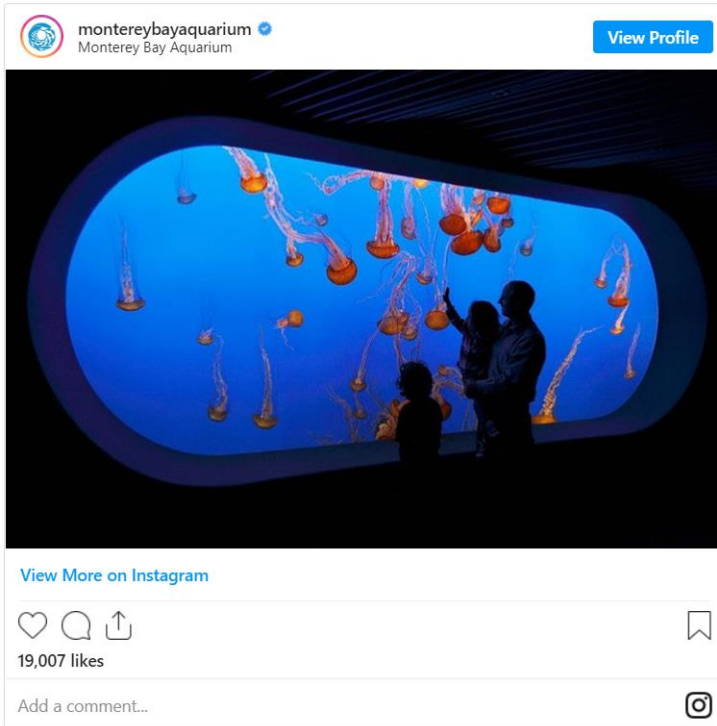 montereybayaquarium
Monterey Bay Aquarium
View Profile
View More on Instagram
19,007 likes
Add a comment...